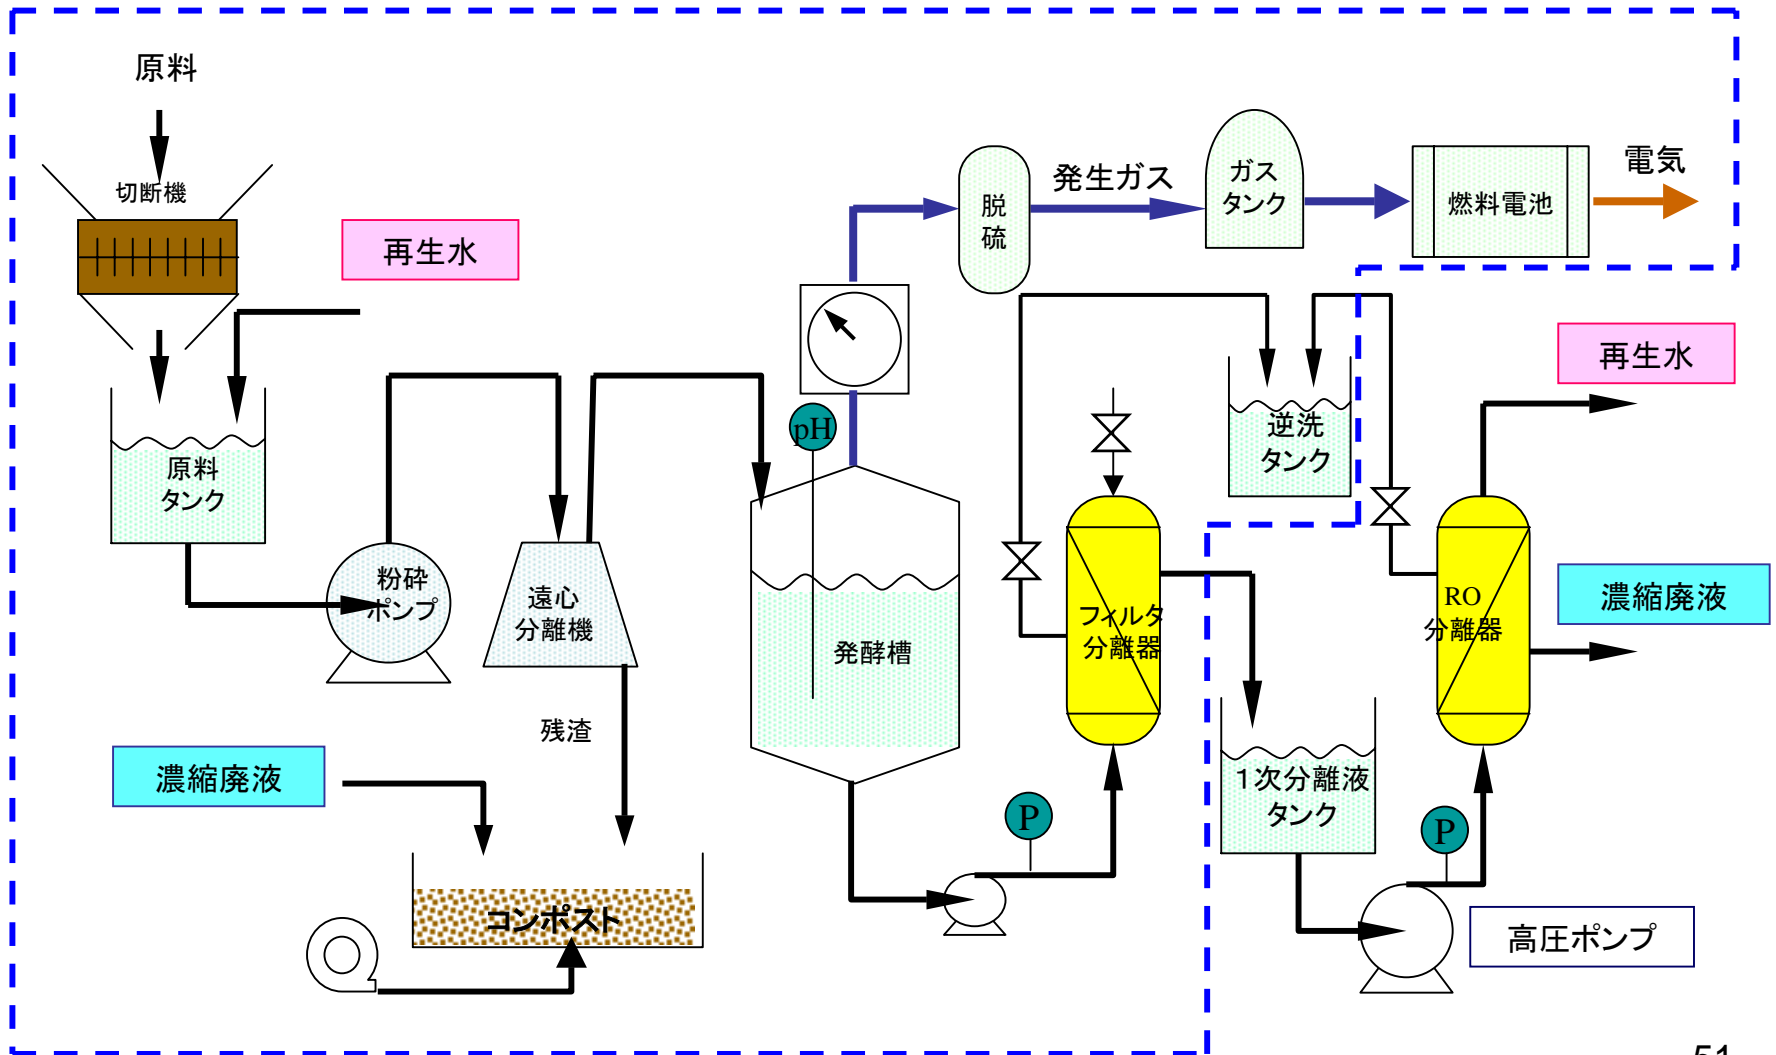 原料
切断機
再生水
原料
タンク
粉砕
ポンプ
遠心
分離機
残渣
濃縮廃液
コンポスト
pH
発酵槽
脱
硫
発生ガス
ガス
タンク
燃料電池
電気
逆洗
タンク
フィルタ
分離器
P
1次分離液
タンク
RO
分離器
再生水
濃縮廃液
P
高圧ポンプ
51